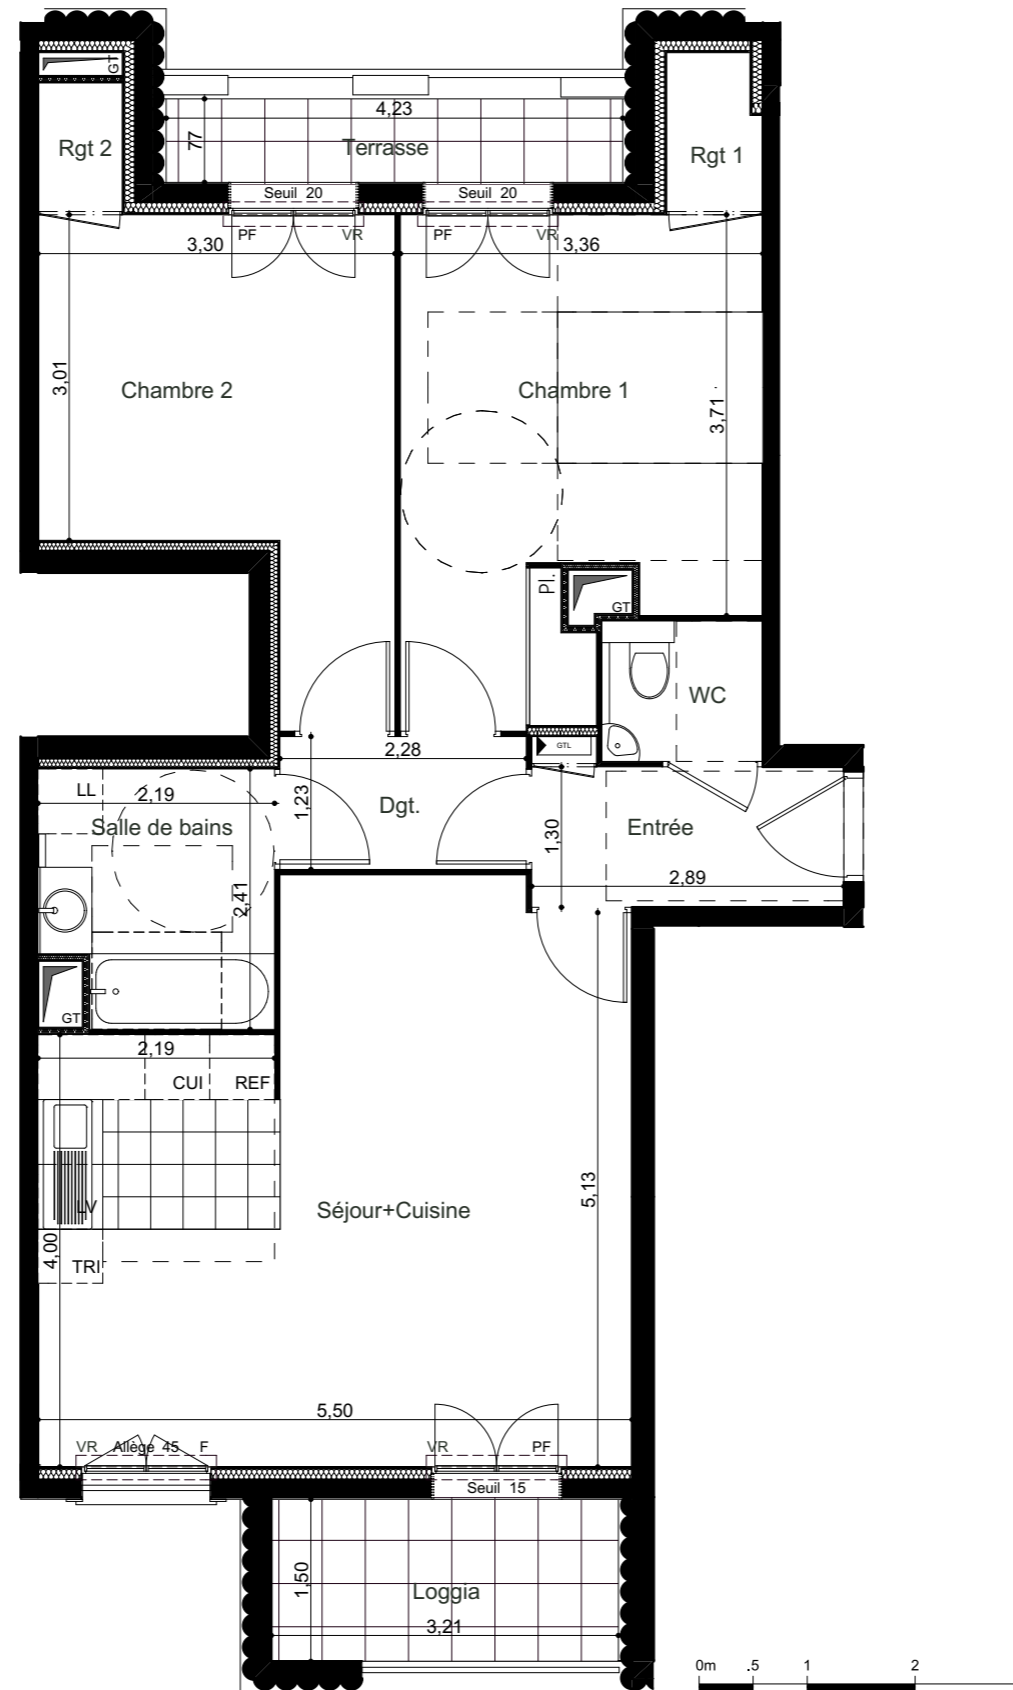 GT
Rgt 2
77
4,23
Terrasse
Rgt 1
Seuil 20
Seuil 20
PF
VR
PF
VR
3,30
3,36
3,01
Chambre 2
Chambre 1
3,71
Pl.
GT
WC
GTL
2,28
LL
2,19
1,23
Dgt.
Salle de bains
1,30
Entrée
2,89
2,41
GT
2,19
CUI
REF
LV
4,00
TRI
Séjour+Cuisine
5,13
5,50
VR
Allège 45
F
VR
PF
Seuil 15
1,50
Loggia
3,21
0m
.5
1
2